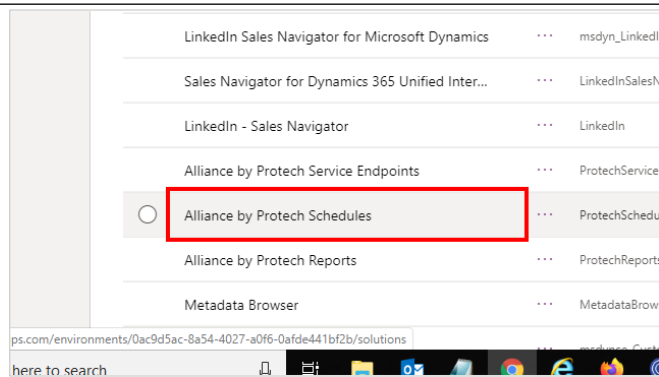 LinkedIn Sales Navigator for Microsoft Dynamics ... msdyn_LinkedI
Sales Navigator for Dynamics 365 Unified Inter... ... LinkedInSalesN
LinkedIn - Sales Navigator ... LinkedIn
Alliance by Protech Service Endpoints ... ProtechService
Alliance by Protech Schedules ... ProtechSchedu
Alliance by Protech Reports ... ProtechReports
Metadata Browser ... MetadataBrow
ps.com/environments/0ac9d5ac-8a54-4027-a0f6-0afde441bf2b/solutions
here to search